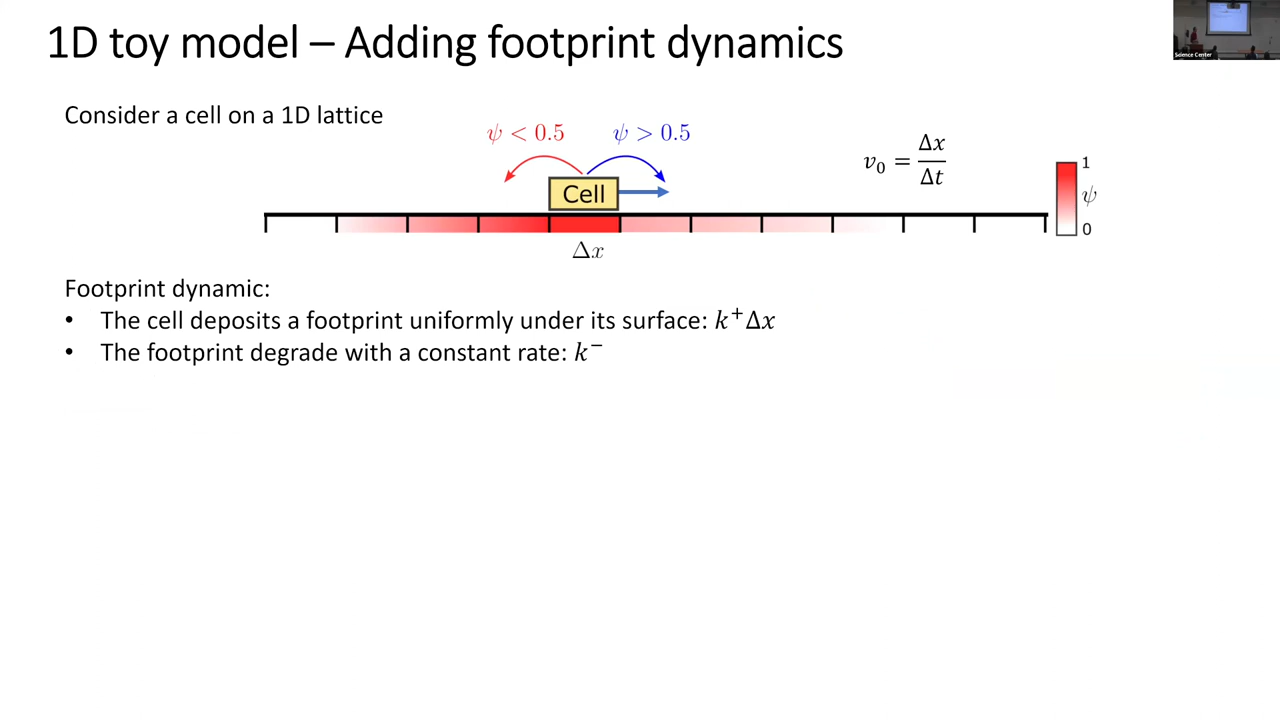 1D toy model – Adding footprint dynamics
Science Center
Consider a cell on a 1D lattice
ψ < 0.5
ψ > 0.5
v₀ = Δx/Δt
Cell
1
ψ
0
Δx
Footprint dynamic:
• The cell deposits a footprint uniformly under its surface: k⁺Δx
• The footprint degrade with a constant rate: k⁻